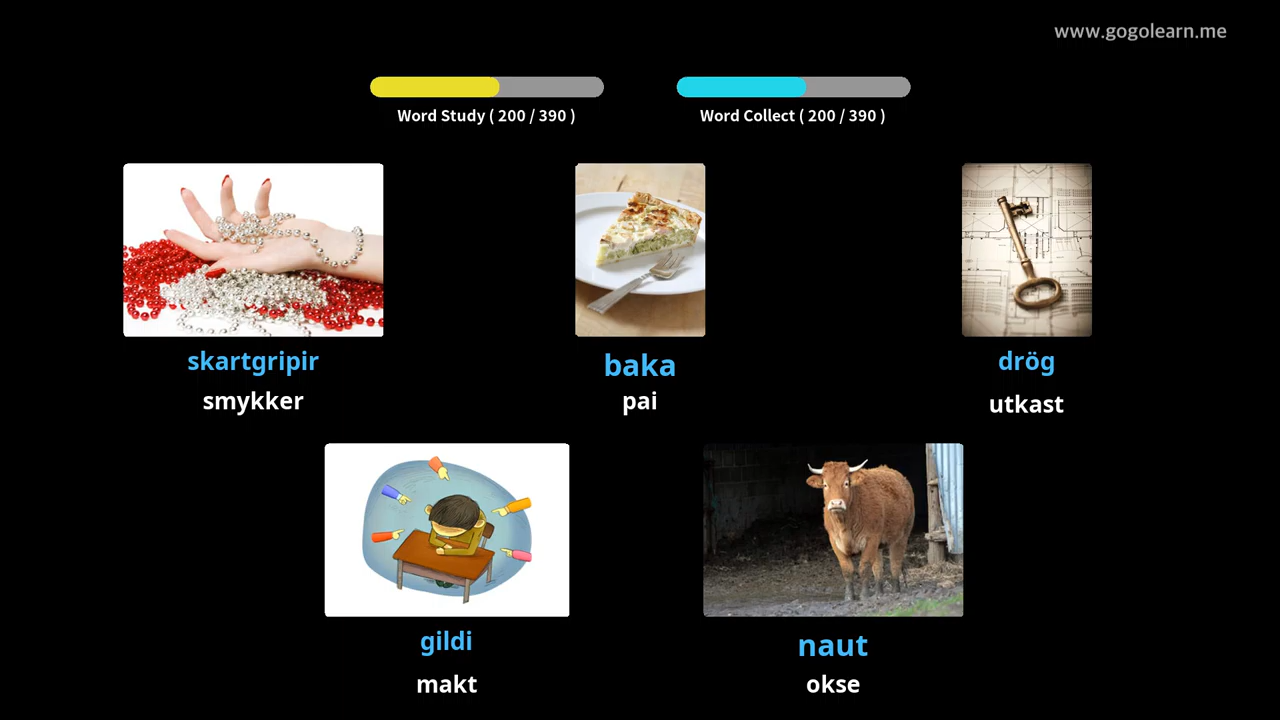 www.gogolearn.me
Word Study ( 200 / 390 )
Word Collect ( 200 / 390 )
skartgripir
baka
drög
smykker
pai
utkast
gildi
naut
makt
okse